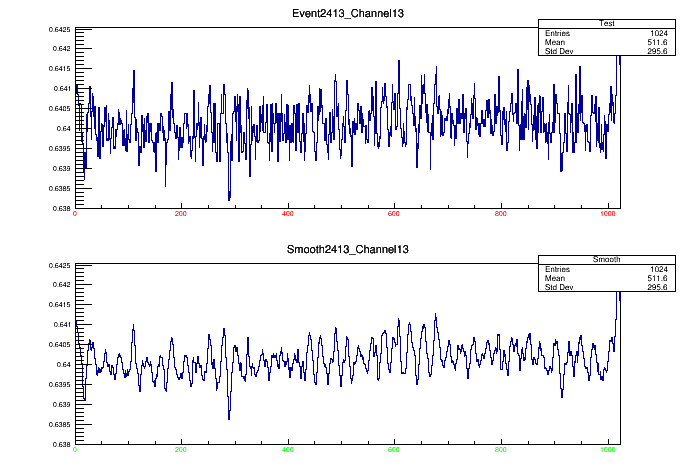 Event2413_Channel13
Test
Entries 1024
Mean 511.6
Std Dev 295.6
0.6425
0.642
0.6415
0.641
0.6405
0.64
0.6395
0.639
0.6385
0.638
0 200 400 600 800 1000
Smooth2413_Channel13
Smooth
Entries 1024
Mean 511.6
Std Dev 295.6
0.6425
0.642
0.6415
0.641
0.6405
0.64
0.6395
0.639
0.6385
0.638
0 200 400 600 800 1000